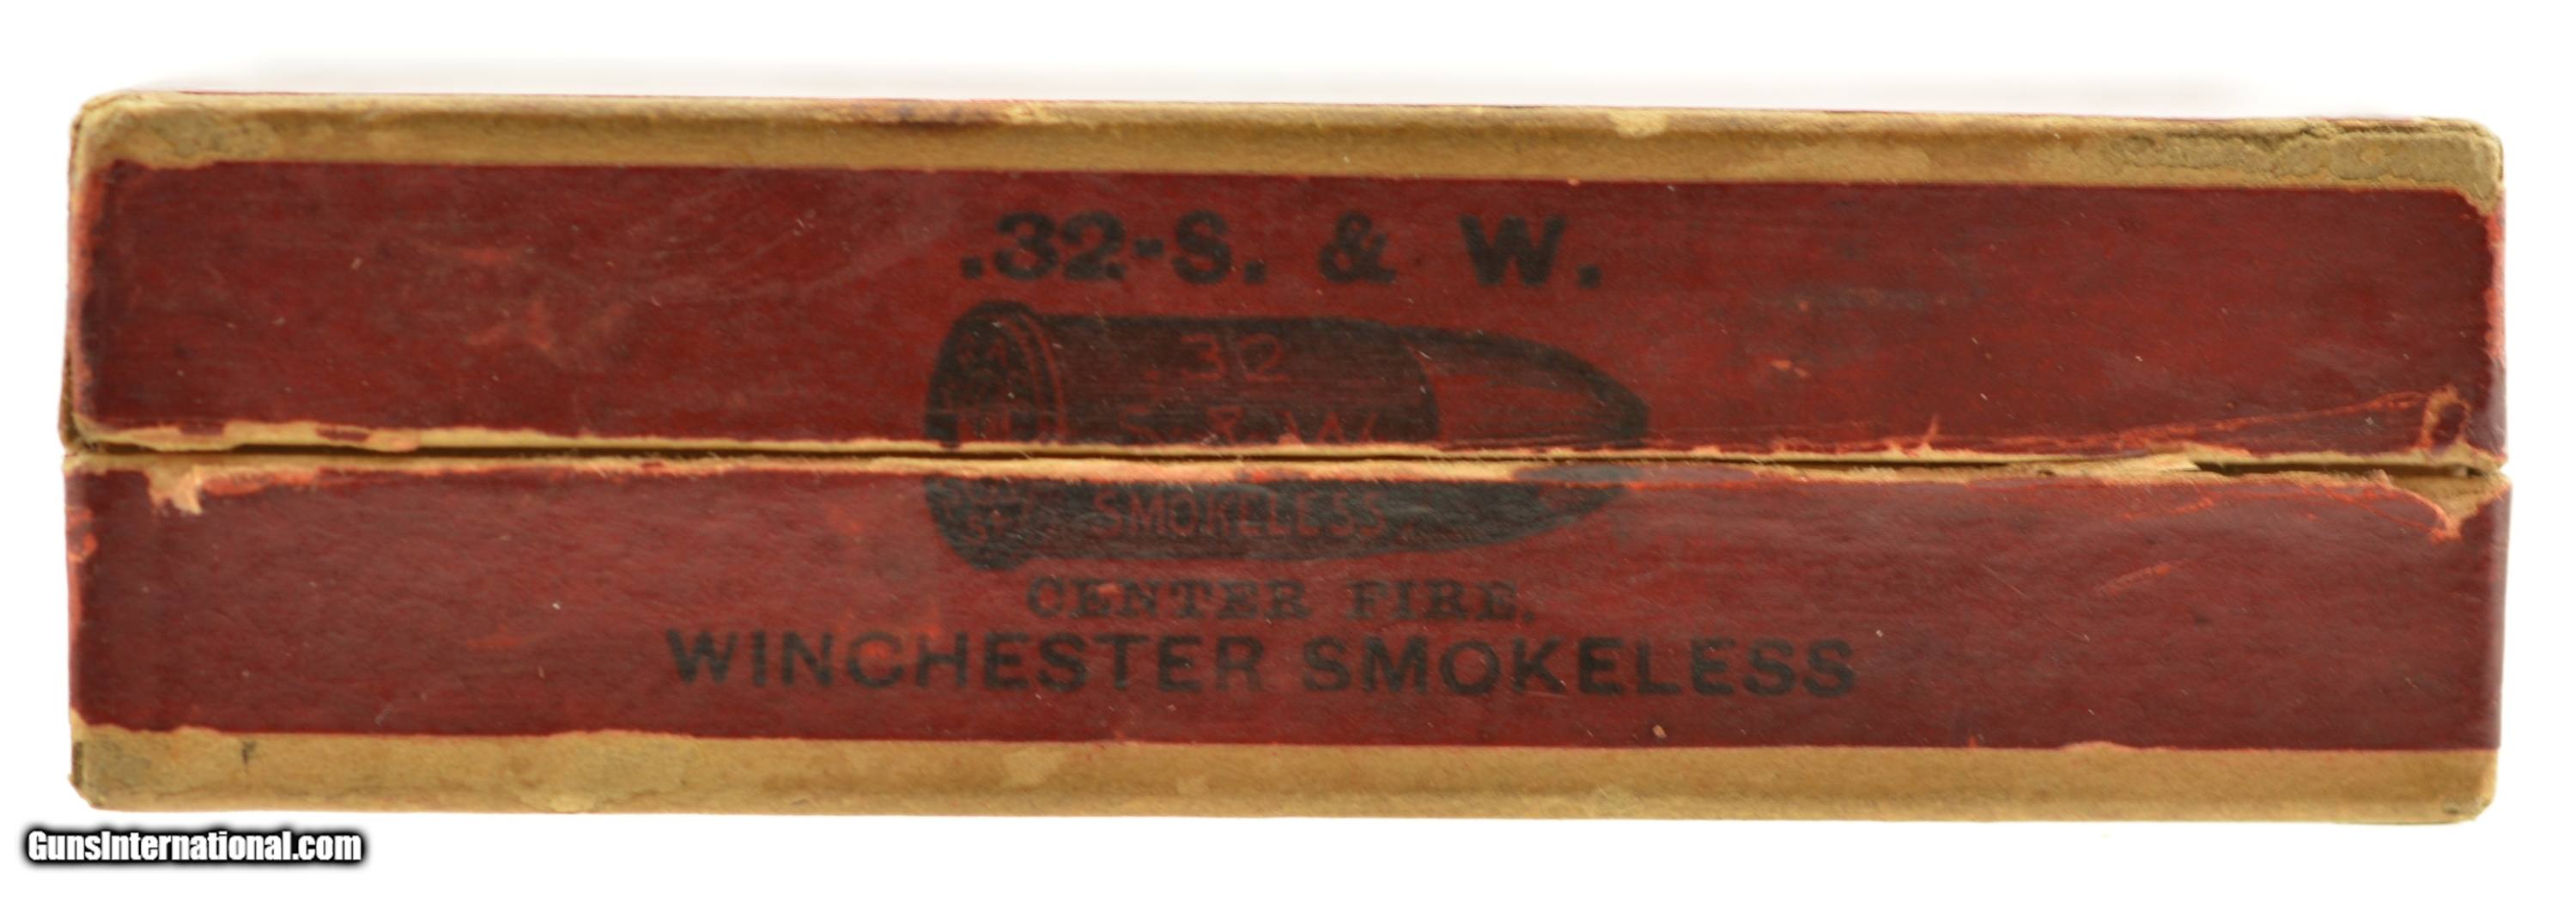 .32-S. & W.
32
S. & W.
SMOKELESS
CENTER FIRE.
WINCHESTER SMOKELESS
GunsInternational.com